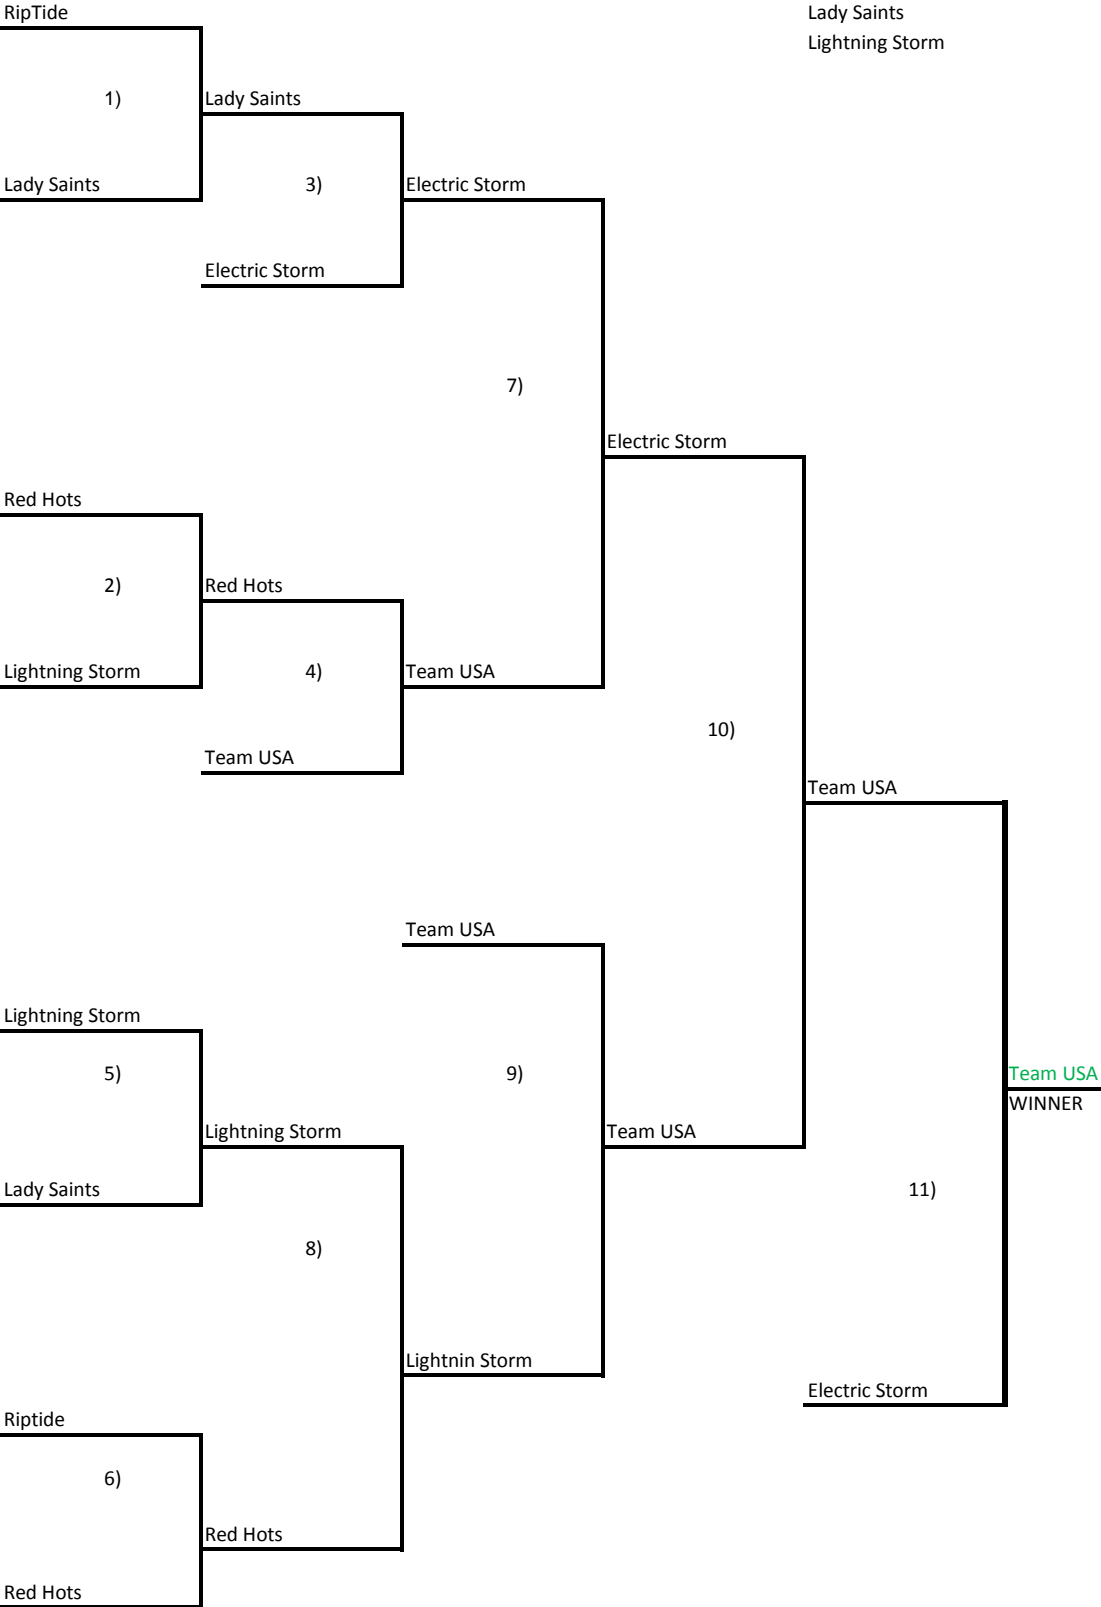 RipTide
Lady Saints
Lightning Storm
1)
Lady Saints
Lady Saints
3)
Electric Storm
Electric Storm
7)
Electric Storm
Red Hots
2)
Red Hots
Lightning Storm
4)
Team USA
10)
Team USA
Team USA
Team USA
Lightning Storm
5)
9)
Team USA
WINNER
Lightning Storm
Team USA
Lady Saints
11)
8)
Lightnin Storm
Electric Storm
Riptide
6)
Red Hots
Red Hots